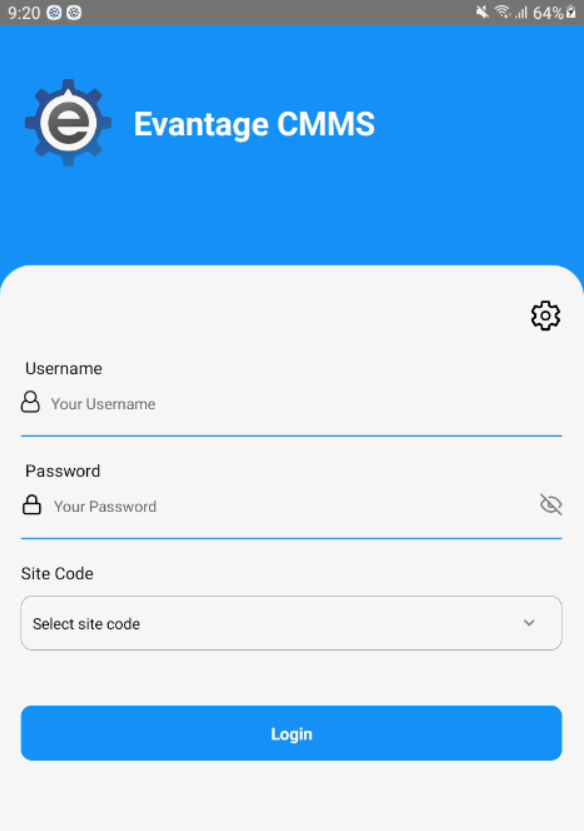 9:20 64%
e
Evantage CMMS
Username
Your Username
Password
Your Password
Site Code
Select site code
Login